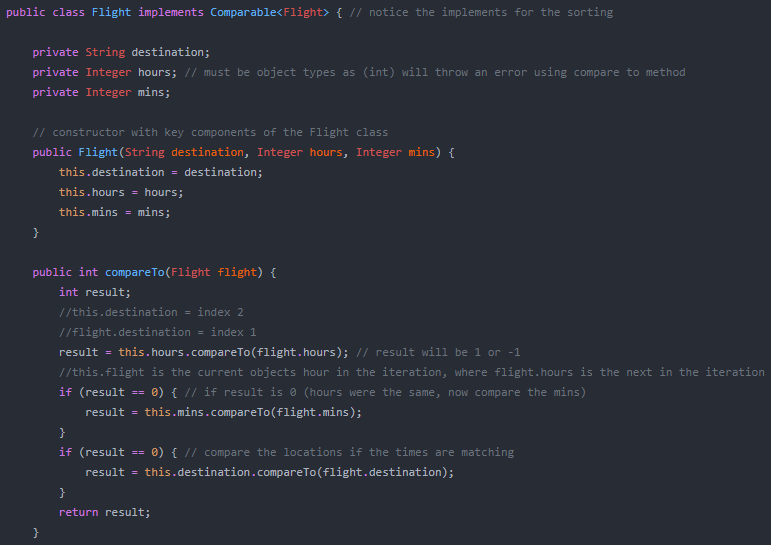 public class Flight implements Comparable<Flight> { // notice the implements for the sorting
private String destination;
private Integer hours; // must be object types as (int) will throw an error using compare to method
private Integer mins;
// constructor with key components of the Flight class
public Flight(String destination, Integer hours, Integer mins) {
this.destination = destination;
this.hours = hours;
this.mins = mins;
}
public int compareTo(Flight flight) {
int result;
//this.destination = index 2
//flight.destination = index 1
result = this.hours.compareTo(flight.hours); // result will be 1 or -1
//this.flight is the current objects hour in the iteration, where flight.hours is the next in the iteration
if (result == 0) { // if result is 0 (hours were the same, now compare the mins)
result = this.mins.compareTo(flight.mins);
}
if (result == 0) { // compare the locations if the times are matching
result = this.destination.compareTo(flight.destination);
}
return result;
}